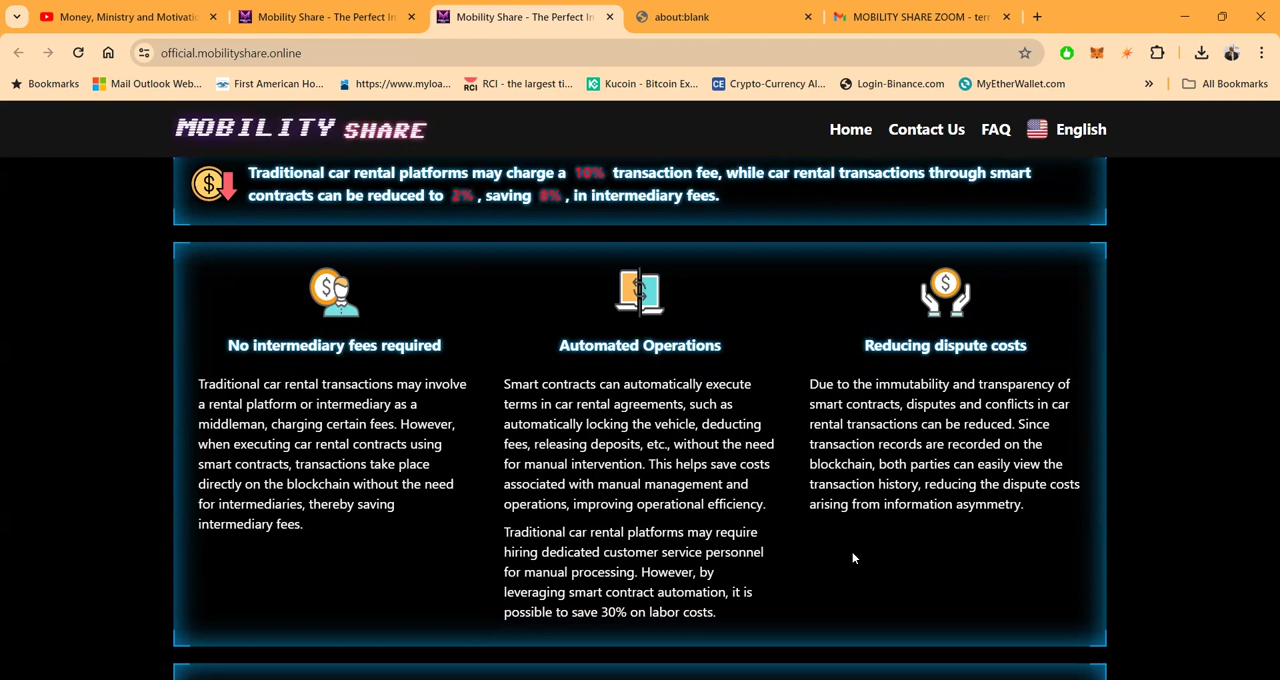 Money, Ministry and Motivatic
Mobility Share - The Perfect In
Mobility Share - The Perfect In
about:blank
MOBILITY SHARE ZOOM - terr
official.mobilityshare.online
Bookmarks
Mail Outlook Web...
First American Ho...
https://www.myloa...
RCI - the largest ti...
Kucoin - Bitcoin Ex...
Crypto-Currency Al...
Login-Binance.com
MyEtherWallet.com
All Bookmarks
MOBILITY SHARE
Home
Contact Us
FAQ
English
Traditional car rental platforms may charge a 10% transaction fee, while car rental transactions through smart
contracts can be reduced to 2% , saving 8% , in intermediary fees.
No intermediary fees required
Traditional car rental transactions may involve
a rental platform or intermediary as a
middleman, charging certain fees. However,
when executing car rental contracts using
smart contracts, transactions take place
directly on the blockchain without the need
for intermediaries, thereby saving
intermediary fees.
Automated Operations
Smart contracts can automatically execute
terms in car rental agreements, such as
automatically locking the vehicle, deducting
fees, releasing deposits, etc., without the need
for manual intervention. This helps save costs
associated with manual management and
operations, improving operational efficiency.
Traditional car rental platforms may require
hiring dedicated customer service personnel
for manual processing. However, by
leveraging smart contract automation, it is
possible to save 30% on labor costs.
Reducing dispute costs
Due to the immutability and transparency of
smart contracts, disputes and conflicts in car
rental transactions can be reduced. Since
transaction records are recorded on the
blockchain, both parties can easily view the
transaction history, reducing the dispute costs
arising from information asymmetry.